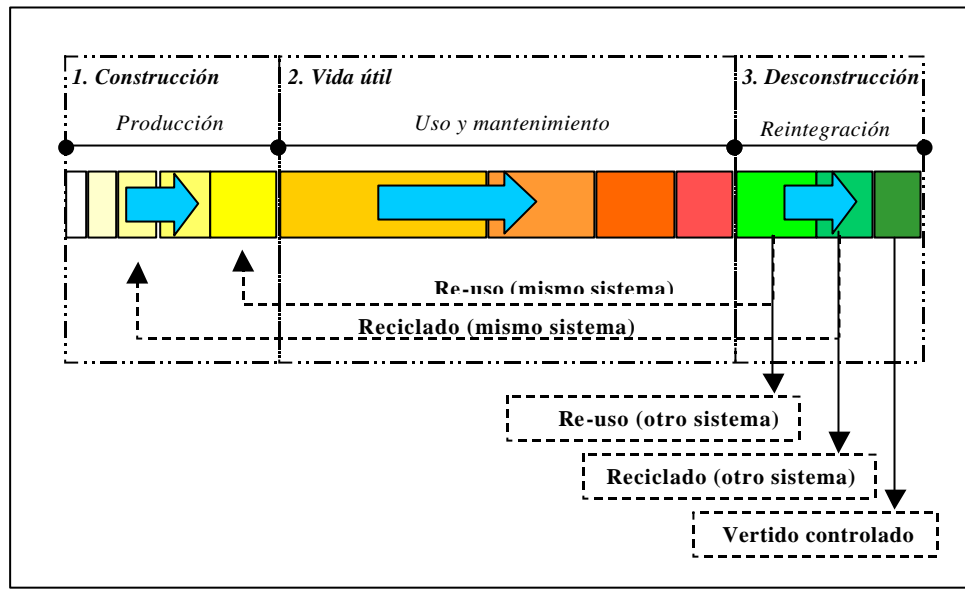 1. Construcción
2. Vida útil
3. Desconstrucción
Producción
Uso y mantenimiento
Reintegración
Re-uso (mismo sistema)
Reciclado (mismo sistema)
Re-uso (otro sistema)
Reciclado (otro sistema)
Vertido controlado